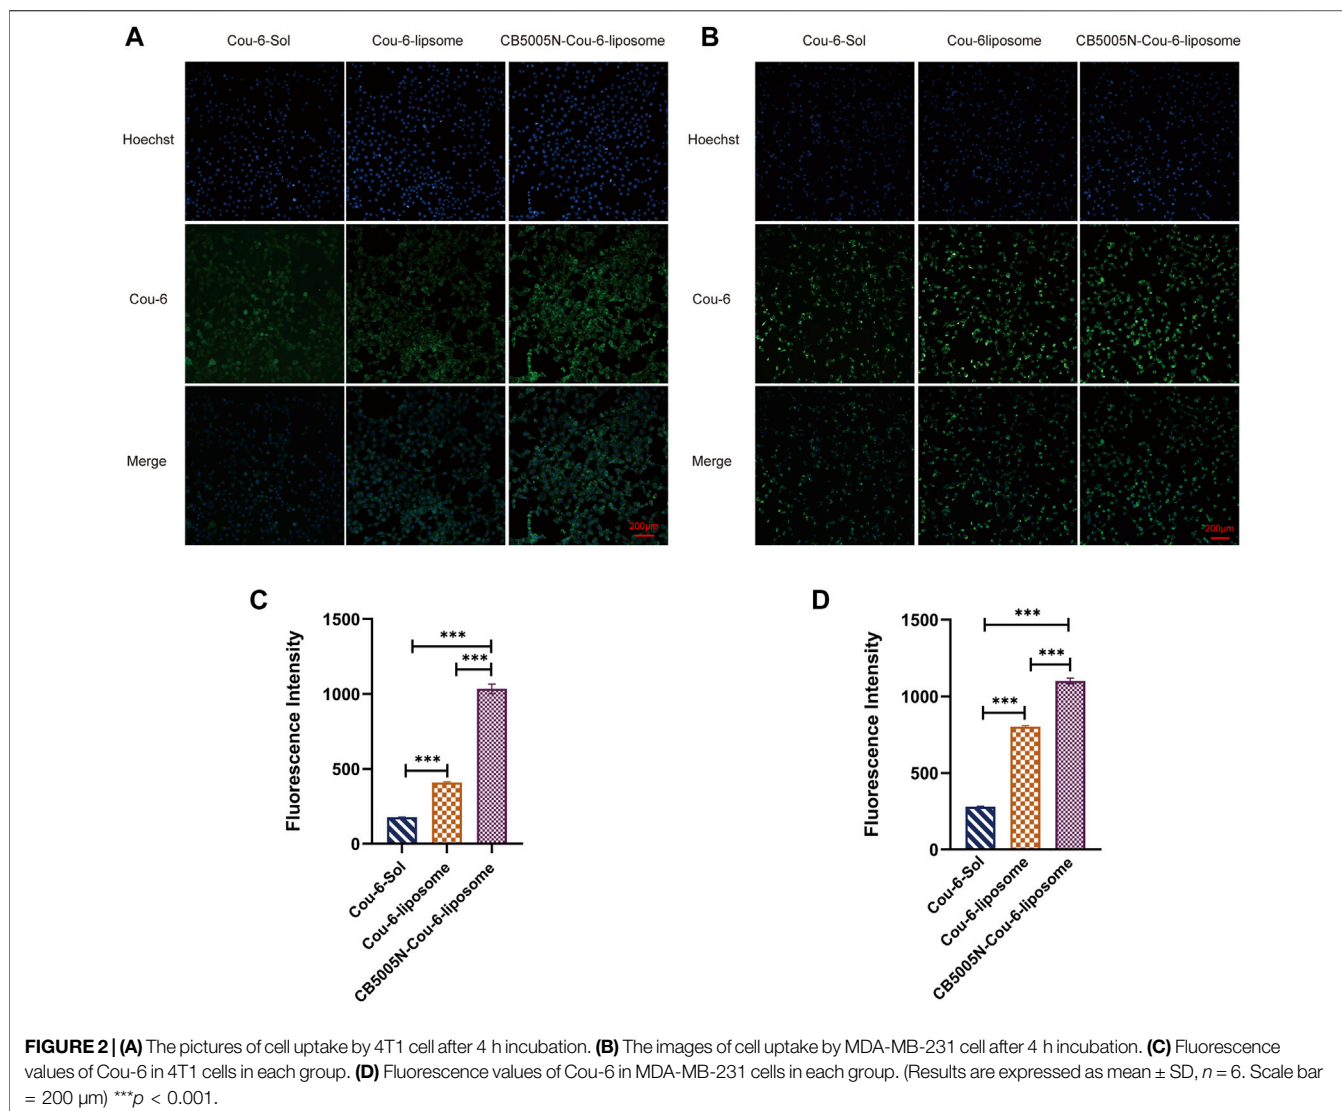 A
Cou-6-Sol
Cou-6-lipsome
CB5005N-Cou-6-liposome
Hoechst
Cou-6
Merge
200μm
B
Cou-6-Sol
Cou-6liposome
CB5005N-Cou-6-liposome
Hoechst
Cou-6
Merge
200μm
C
Fluorescence Intensity
1500
1000
500
0
***
***
***
Cou-6-Sol
Cou-6-liposome
CB5005N-Cou-6-liposome
D
Fluorescence Intensity
1500
1000
500
0
***
***
***
Cou-6-Sol
Cou-6-liposome
CB5005N-Cou-6-liposome
FIGURE 2 | (A) The pictures of cell uptake by 4T1 cell after 4 h incubation. (B) The images of cell uptake by MDA-MB-231 cell after 4 h incubation. (C) Fluorescence
values of Cou-6 in 4T1 cells in each group. (D) Fluorescence values of Cou-6 in MDA-MB-231 cells in each group. (Results are expressed as mean ± SD, n = 6. Scale bar
= 200 μm) ***p < 0.001.